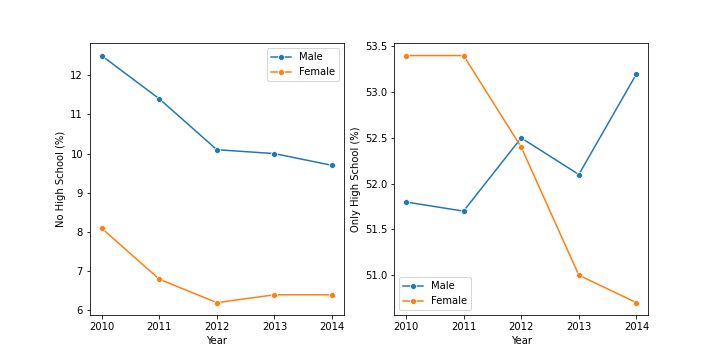 No High School (%)
12
11
10
9
8
7
6
2010 2011 2012 2013 2014
Year
Male
Female
Only High School (%)
53.5
53.0
52.5
52.0
51.5
51.0
2010 2011 2012 2013 2014
Year
Male
Female